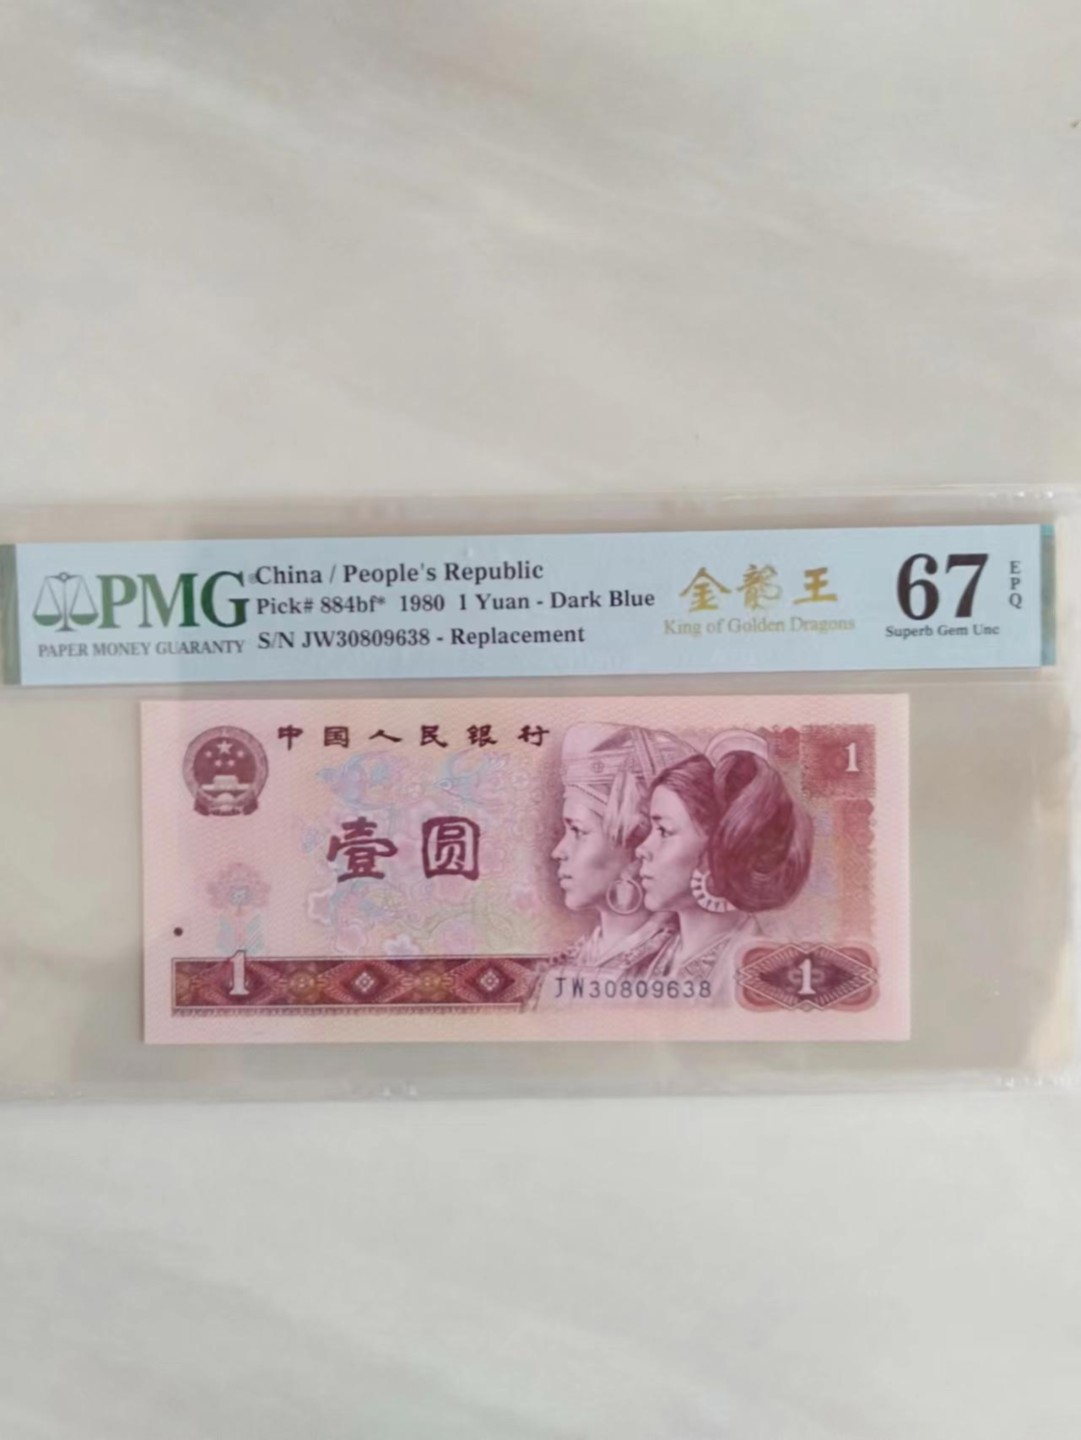 PMG
PAPER MONEY GUARANTY
China / People's Republic
Pick# 884bf* 1980 1 Yuan - Dark Blue
S/N JW30809638 - Replacement
金龍王
King of Golden Dragons
67
EPQ
Superb Gem Unc
中国人民银行
1
壹圆
1
JW30809638
1